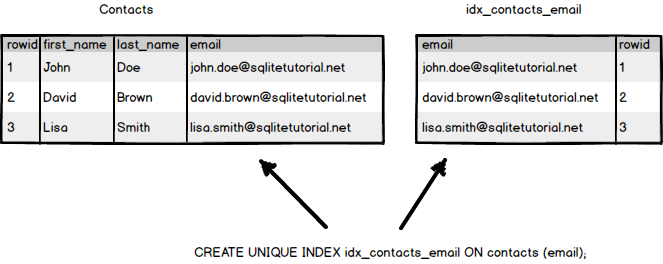 Contacts idx_contacts_email
rowid first_name last_name email email rowid
1 John Doe john.doe@sqlitetutorial.net john.doe@sqlitetutorial.net 1
2 David Brown david.brown@sqlitetutorial.net david.brown@sqlitetutorial.net 2
3 Lisa Smith lisa.smith@sqlitetutorial.net lisa.smith@sqlitetutorial.net 3
CREATE UNIQUE INDEX idx_contacts_email ON contacts (email);